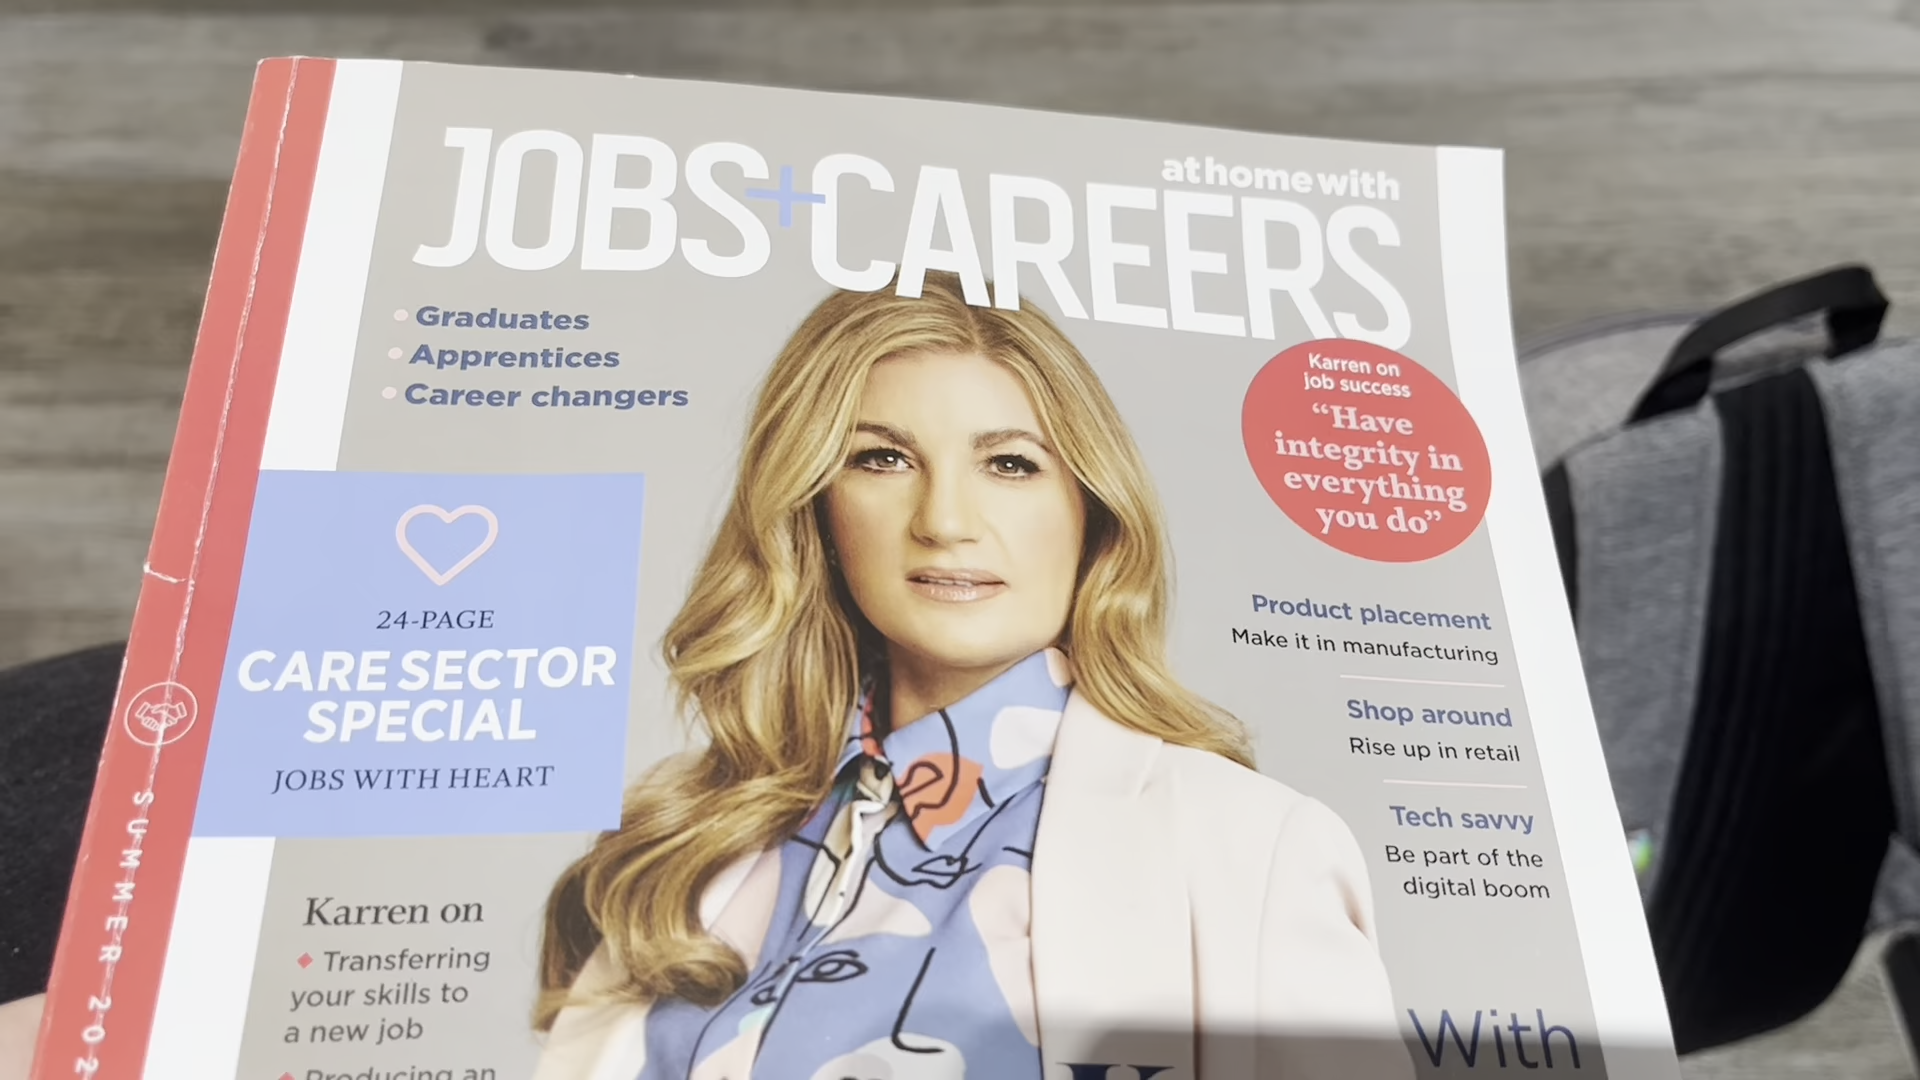 at home with
JOBS+CAREERS
Graduates
Apprentices
Career changers
Karren on
job success
“Have
integrity in
everything
you do”
24-PAGE
CARE SECTOR
SPECIAL
JOBS WITH HEART
Product placement
Make it in manufacturing
Shop around
Rise up in retail
Tech savvy
Be part of the
digital boom
Karren on
Transferring
your skills to
a new job
Producing an
With
SUMMER 202